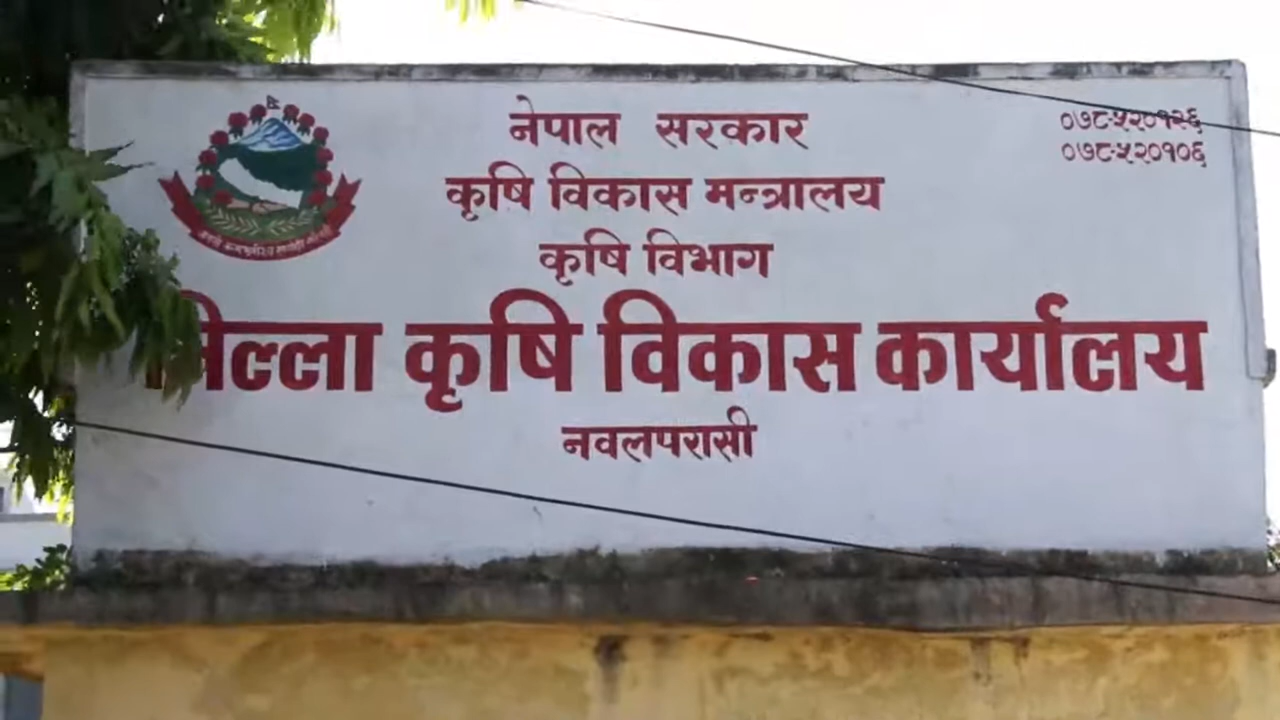 नेपाल सरकार
०७८-५२०१२६
०७८-५२०१०६
कृषि विकास मन्त्रालय
कृषि विभाग
जिल्ला कृषि विकास कार्यालय
नवलपरासी